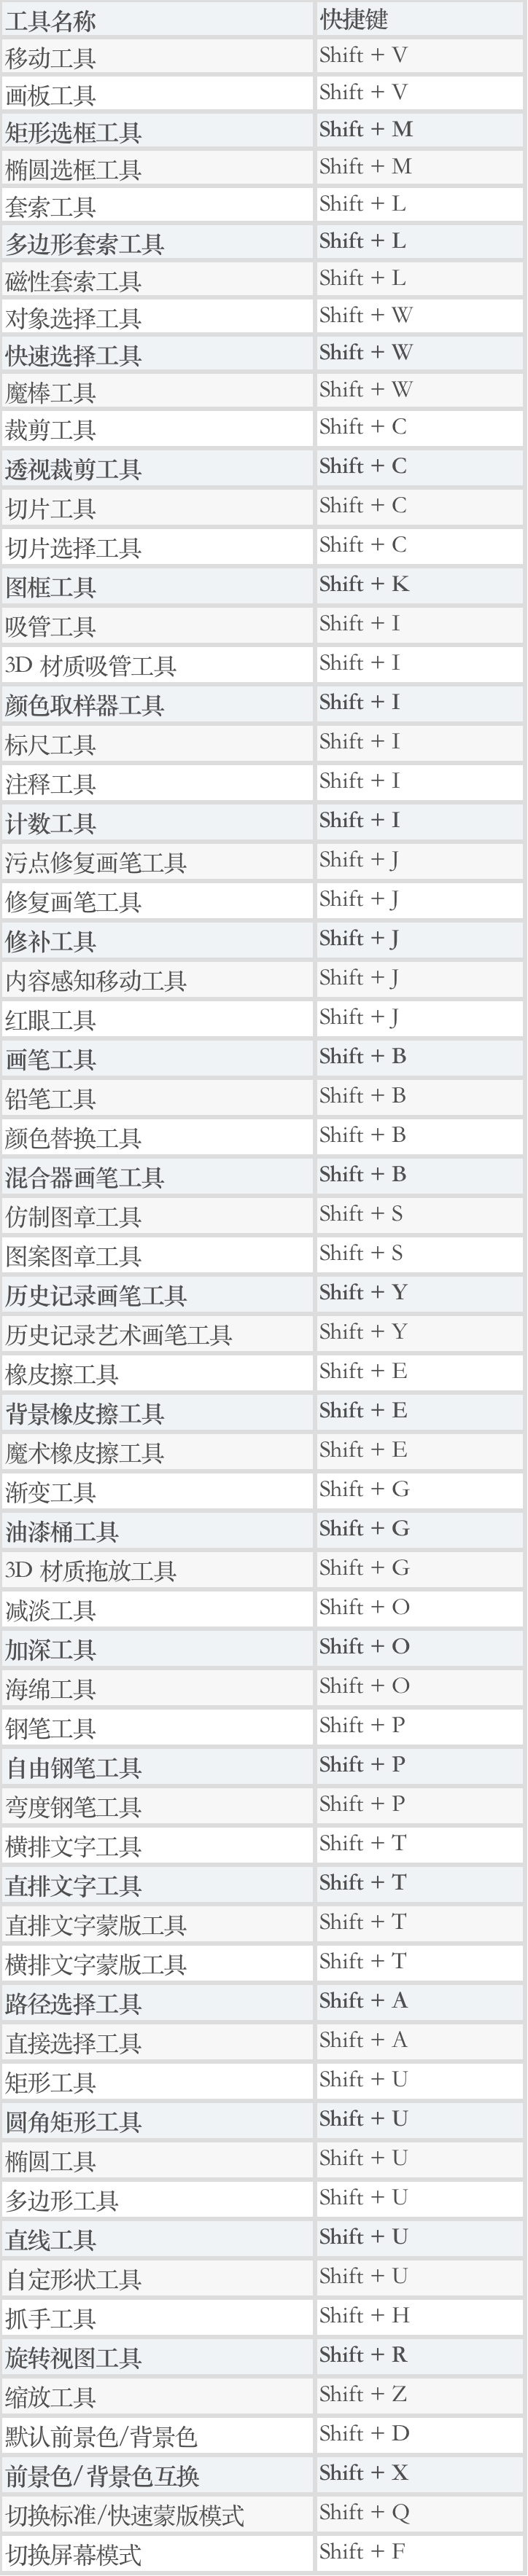 工具名称 快捷键
移动工具 Shift + V
画板工具 Shift + V
矩形选框工具 Shift + M
椭圆选框工具 Shift + M
套索工具 Shift + L
多边形套索工具 Shift + L
磁性套索工具 Shift + L
对象选择工具 Shift + W
快速选择工具 Shift + W
魔棒工具 Shift + W
裁剪工具 Shift + C
透视裁剪工具 Shift + C
切片工具 Shift + C
切片选择工具 Shift + C
图框工具 Shift + K
吸管工具 Shift + I
3D 材质吸管工具 Shift + I
颜色取样器工具 Shift + I
标尺工具 Shift + I
注释工具 Shift + I
计数工具 Shift + I
污点修复画笔工具 Shift + J
修复画笔工具 Shift + J
修补工具 Shift + J
内容感知移动工具 Shift + J
红眼工具 Shift + J
画笔工具 Shift + B
铅笔工具 Shift + B
颜色替换工具 Shift + B
混合器画笔工具 Shift + B
仿制图章工具 Shift + S
图案图章工具 Shift + S
历史记录画笔工具 Shift + Y
历史记录艺术画笔工具 Shift + Y
橡皮擦工具 Shift + E
背景橡皮擦工具 Shift + E
魔术橡皮擦工具 Shift + E
渐变工具 Shift + G
油漆桶工具 Shift + G
3D 材质拖放工具 Shift + G
减淡工具 Shift + O
加深工具 Shift + O
海绵工具 Shift + O
钢笔工具 Shift + P
自由钢笔工具 Shift + P
弯度钢笔工具 Shift + P
横排文字工具 Shift + T
直排文字工具 Shift + T
直排文字蒙版工具 Shift + T
横排文字蒙版工具 Shift + T
路径选择工具 Shift + A
直接选择工具 Shift + A
矩形工具 Shift + U
圆角矩形工具 Shift + U
椭圆工具 Shift + U
多边形工具 Shift + U
直线工具 Shift + U
自定形状工具 Shift + U
抓手工具 Shift + H
旋转视图工具 Shift + R
缩放工具 Shift + Z
默认前景色/背景色 Shift + D
前景色/背景色互换 Shift + X
切换标准/快速蒙版模式 Shift + Q
切换屏幕模式 Shift + F